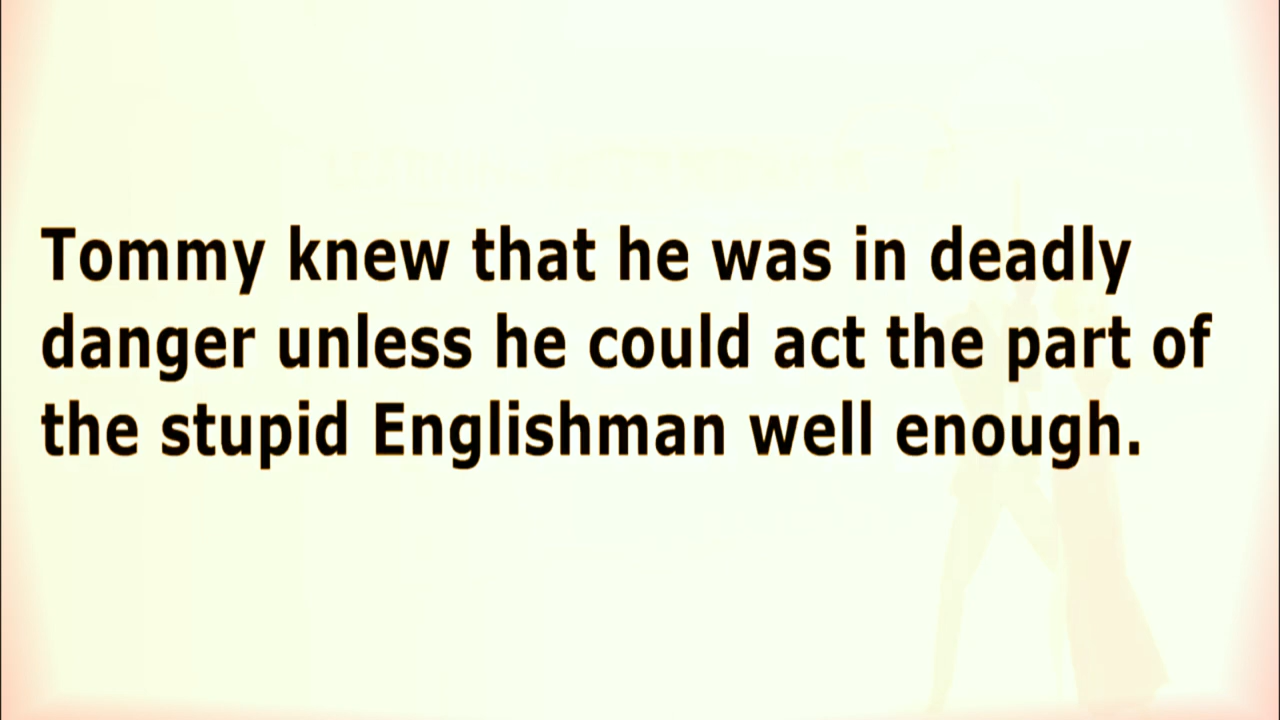 Tommy knew that he was in deadly
danger unless he could act the part of
the stupid Englishman well enough.